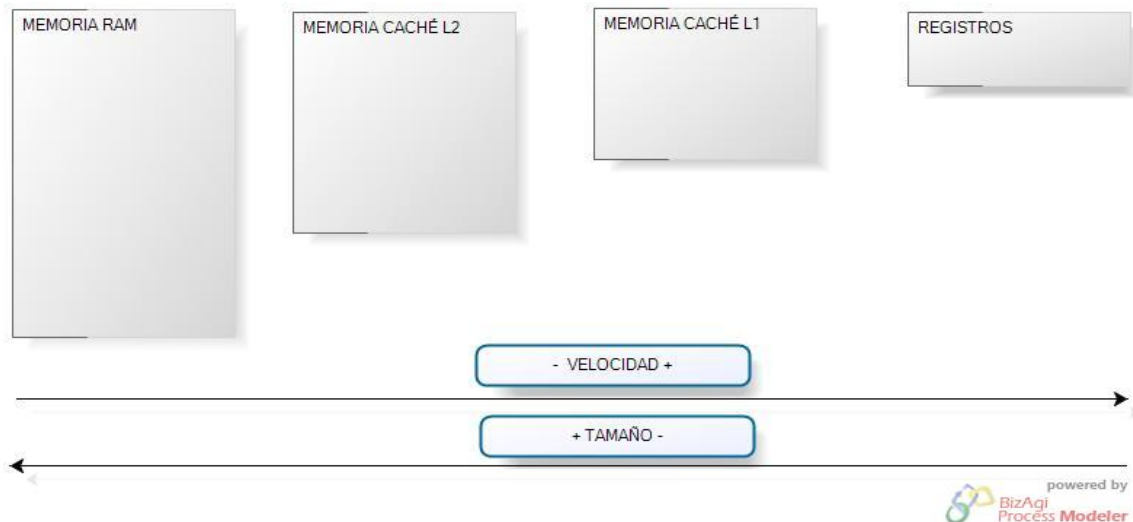 MEMORIA RAM
MEMORIA CACHÉ L2
MEMORIA CACHÉ L1
REGISTROS
- VELOCIDAD +
+ TAMAÑO -
powered by
BizAgi
Process Modeler